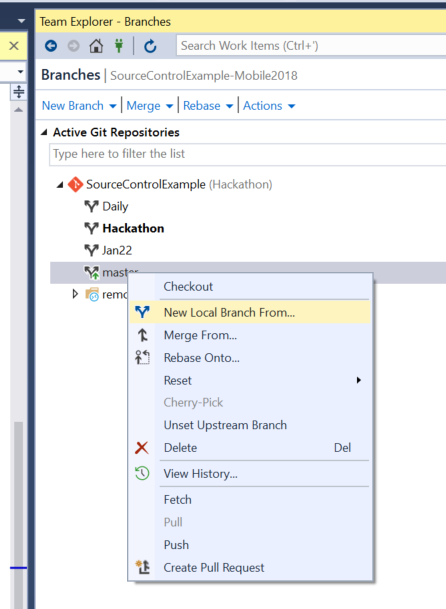 Team Explorer - Branches
Search Work Items (Ctrl+')
Branches | SourceControlExample-Mobile2018
New Branch Merge Rebase Actions
Active Git Repositories
Type here to filter the list
SourceControlExample (Hackathon)
Daily
Hackathon
Jan22
master
remo
Checkout
New Local Branch From...
Merge From...
Rebase Onto...
Reset
Cherry-Pick
Unset Upstream Branch
Delete Del
View History...
Fetch
Pull
Push
Create Pull Request